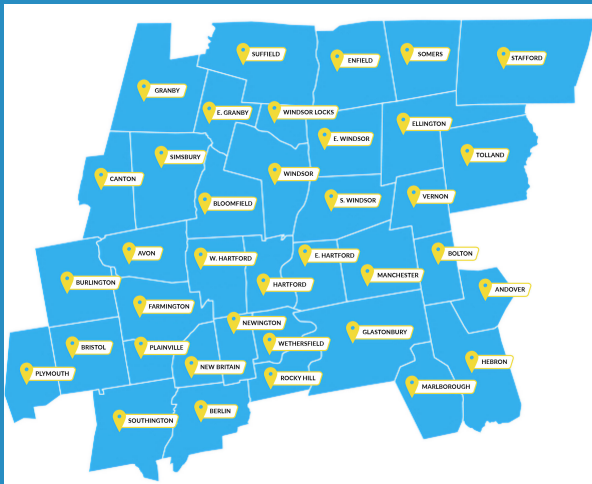 SUFFIELD
ENFIELD
SOMERS
STAFFORD
GRANBY
E. GRANBY
WINDSOR LOCKS
ELLINGTON
E. WINDSOR
SIMSBURY
TOLLAND
CANTON
WINDSOR
BLOOMFIELD
S. WINDSOR
VERNON
AVON
W. HARTFORD
E. HARTFORD
BOLTON
BURLINGTON
HARTFORD
MANCHESTER
ANDOVER
FARMINGTON
NEWINGTON
GLASTONBURY
BRISTOL
PLAINVILLE
WETHERSFIELD
HEBRON
PLYMOUTH
NEW BRITAIN
ROCKY HILL
MARLBOROUGH
SOUTHINGTON
BERLIN